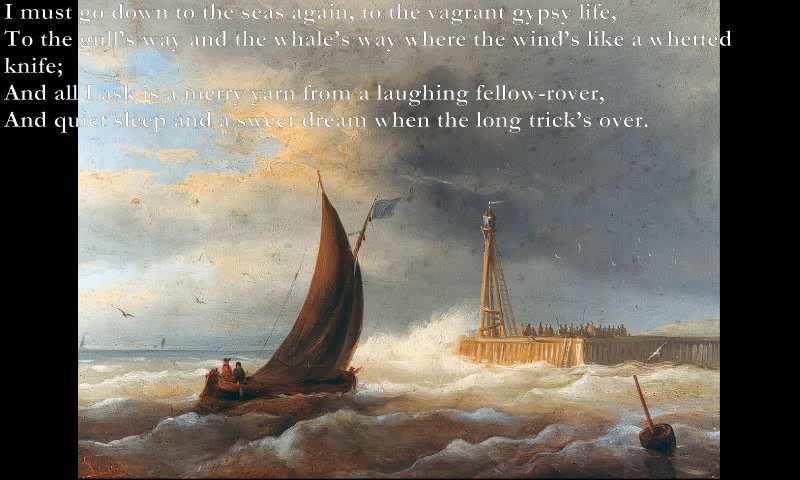 I must go down to the seas again, to the vagrant gypsy life,
To the gull's way and the whale's way where the wind's like a whetted
knife;
And all I ask is a merry yarn from a laughing fellow-rover,
And quiet sleep and a sweet dream when the long trick's over.